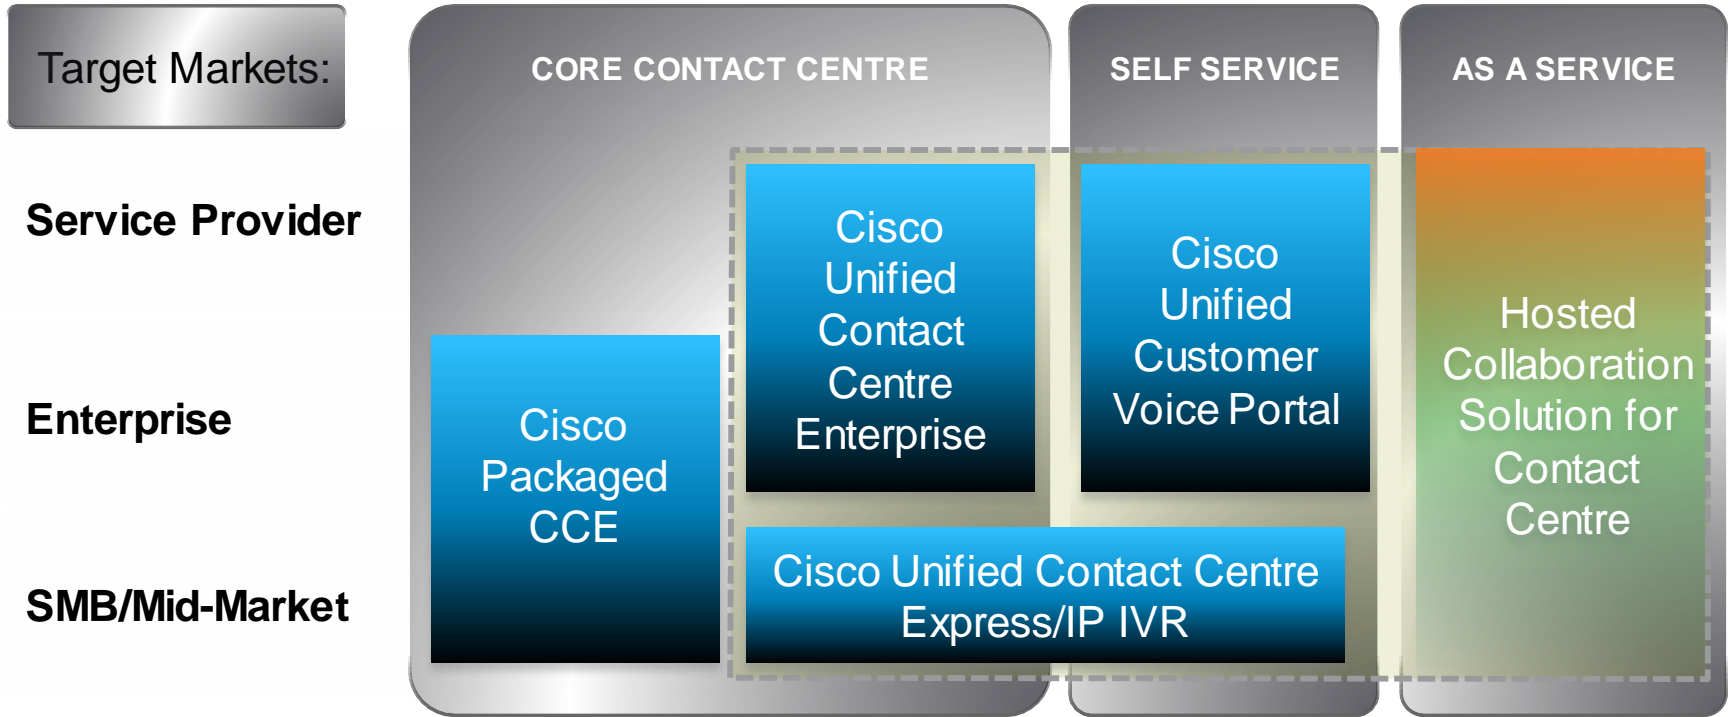 Target Markets:
CORE CONTACT CENTRE
SELF SERVICE
AS A SERVICE
Service Provider
Enterprise
SMB/Mid-Market
Cisco
Packaged
CCE
Cisco
Unified
Contact
Centre
Enterprise
Cisco
Unified
Customer
Voice Portal
Cisco Unified Contact Centre
Express/IP IVR
Hosted
Collaboration
Solution for
Contact
Centre